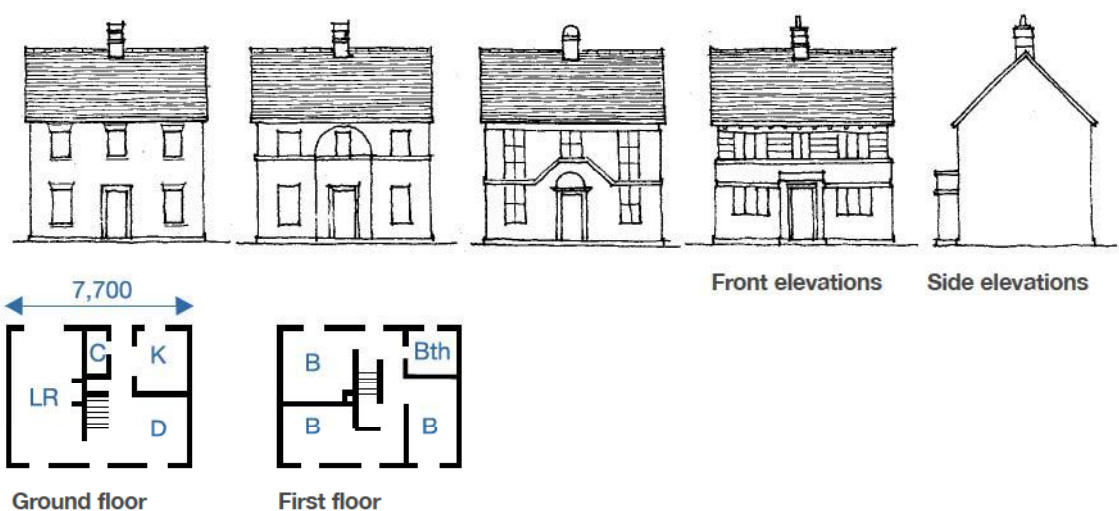 Front elevations
Side elevations
7,700
C
K
LR
D
Ground floor
B
Bth
B
B
First floor